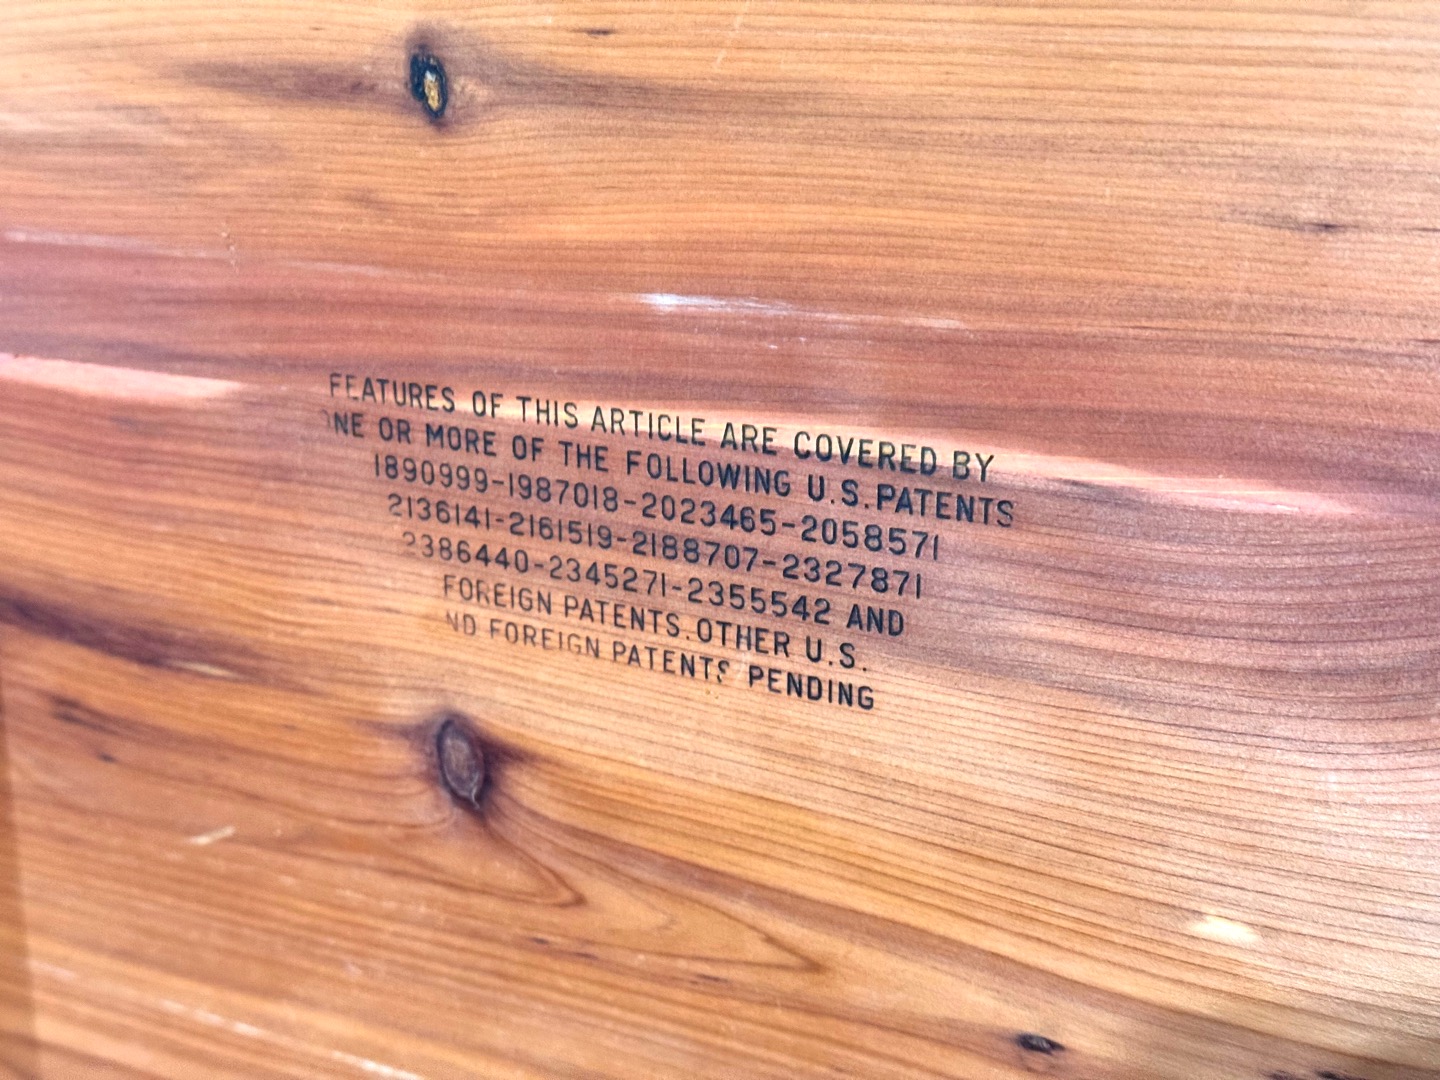 FEATURES OF THIS ARTICLE ARE COVERED BY
ONE OR MORE OF THE FOLLOWING U.S. PATENTS
1890999-1987018-2023465-2058571
2136141-2161519-2188707-2327871
2386440-2345271-2355542 AND
FOREIGN PATENTS. OTHER U.S.
ND FOREIGN PATENTS PENDING